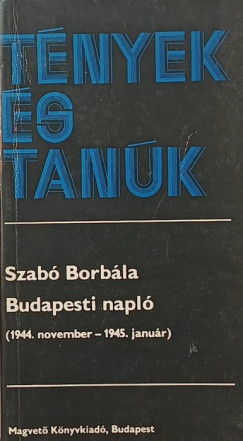 TÉNYEK
ÉS
TANÚK
Szabó Borbála
Budapesti napló
(1944. november – 1945. január)
Magvető Könyvkiadó, Budapest